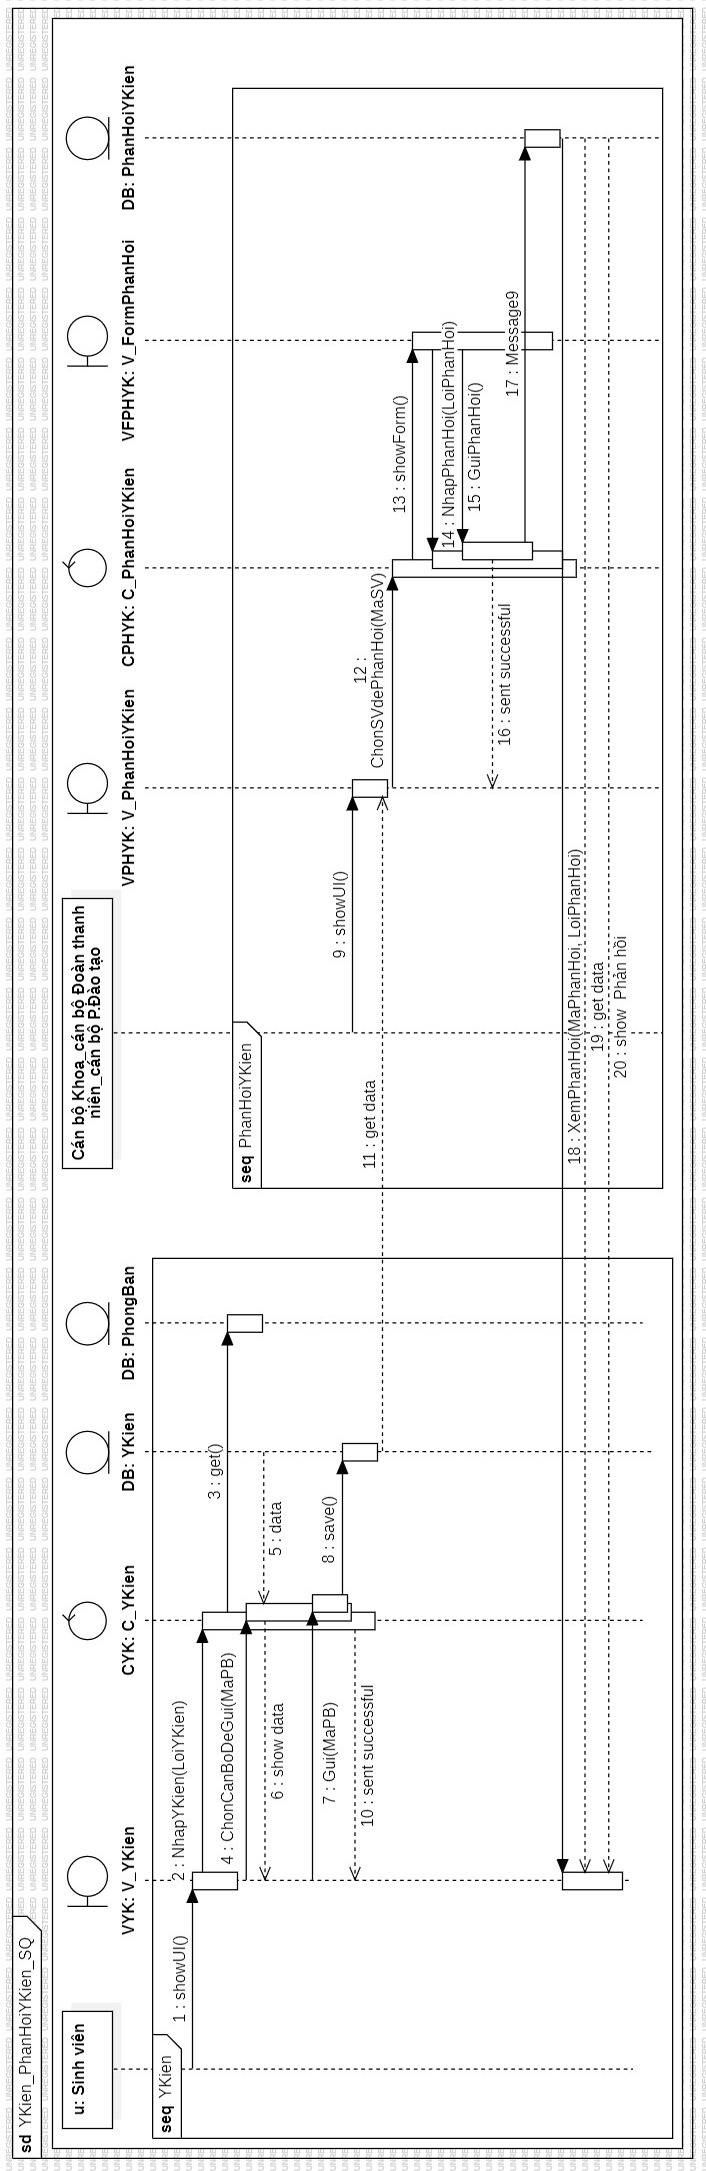 sd YKien_PhanHoiYKien_SQ
u: Sinh viên
VYK: V_YKien
CYK: C_YKien
DB: YKien
DB: PhongBan
Cán bộ Khoa_cán bộ Đoàn thanh
niên_cán bộ P.Đào tạo
VPHYK: V_PhanHoiYKien
CPHYK: C_PhanHoiYKien
VFPHYK: V_FormPhanHoi
DB: PhanHoiYKien
seq YKien
1 : showUI()
2 : NhapYKien(LoiYKien)
3 : get()
4 : ChonCanBoDeGui(MaPB)
5 : data
6 : show data
7 : Gui(MaPB)
8 : save()
10 : sent successful
seq PhanHoiYKien
9 : showUI()
11 : get data
12 :
ChonSVdePhanHoi(MaSV)
13 : showForm()
14 : NhapPhanHoi(LoiPhanHoi)
15 : GuiPhanHoi()
16 : sent successful
17 : Message9
18 : XemPhanHoi(MaPhanHoi, LoiPhanHoi)
19 : get data
20 : show Phản hồi
UNREGISTERED